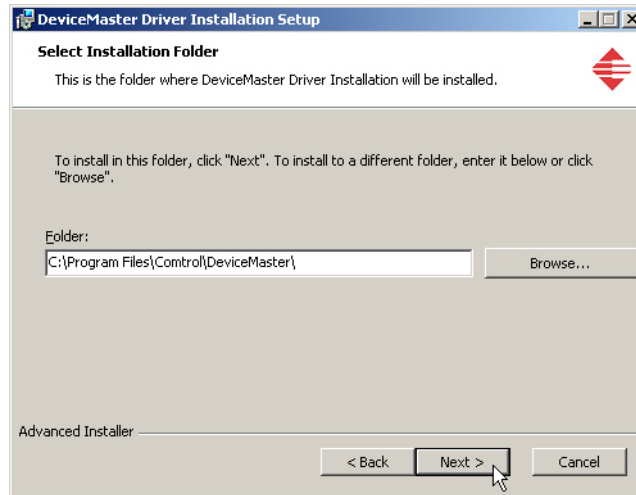 DeviceMaster Driver Installation Setup
Select Installation Folder
This is the folder where DeviceMaster Driver Installation will be installed.
To install in this folder, click "Next". To install to a different folder, enter it below or click
"Browse".
Folder:
C:\Program Files\Comtrol\DeviceMaster\
Browse...
Advanced Installer
< Back
Next >
Cancel